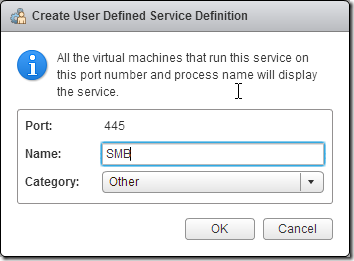 Create User Defined Service Definition
All the virtual machines that run this service on
this port number and process name will display
the service.
Port: 445
Name: SMB
Category: Other
OK Cancel